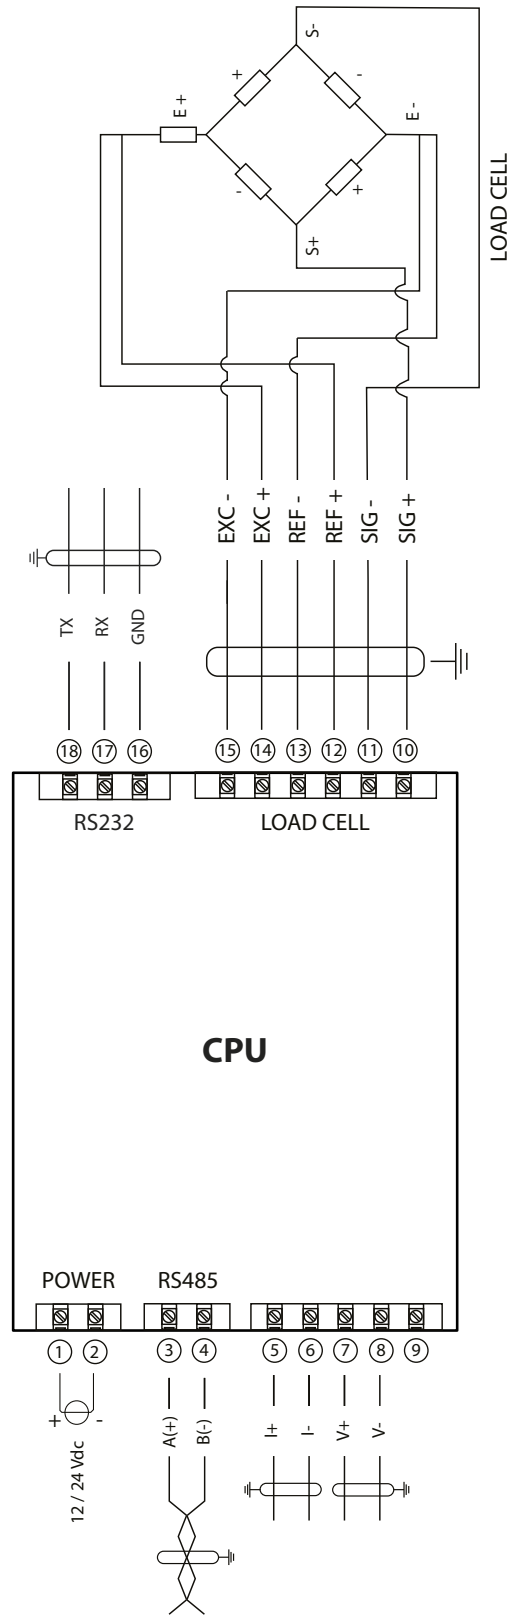 S-
+
-
E +
E -
-
+
S+
LOAD CELL
EXC -
EXC +
REF -
REF +
SIG -
SIG +
TX
RX
GND
18
17
16
15
14
13
12
11
10
RS232
LOAD CELL
CPU
POWER
RS485
1
2
3
4
5
6
7
8
9
+
-
12 / 24 Vdc
A(+)
B(-)
I+
I-
V+
V-